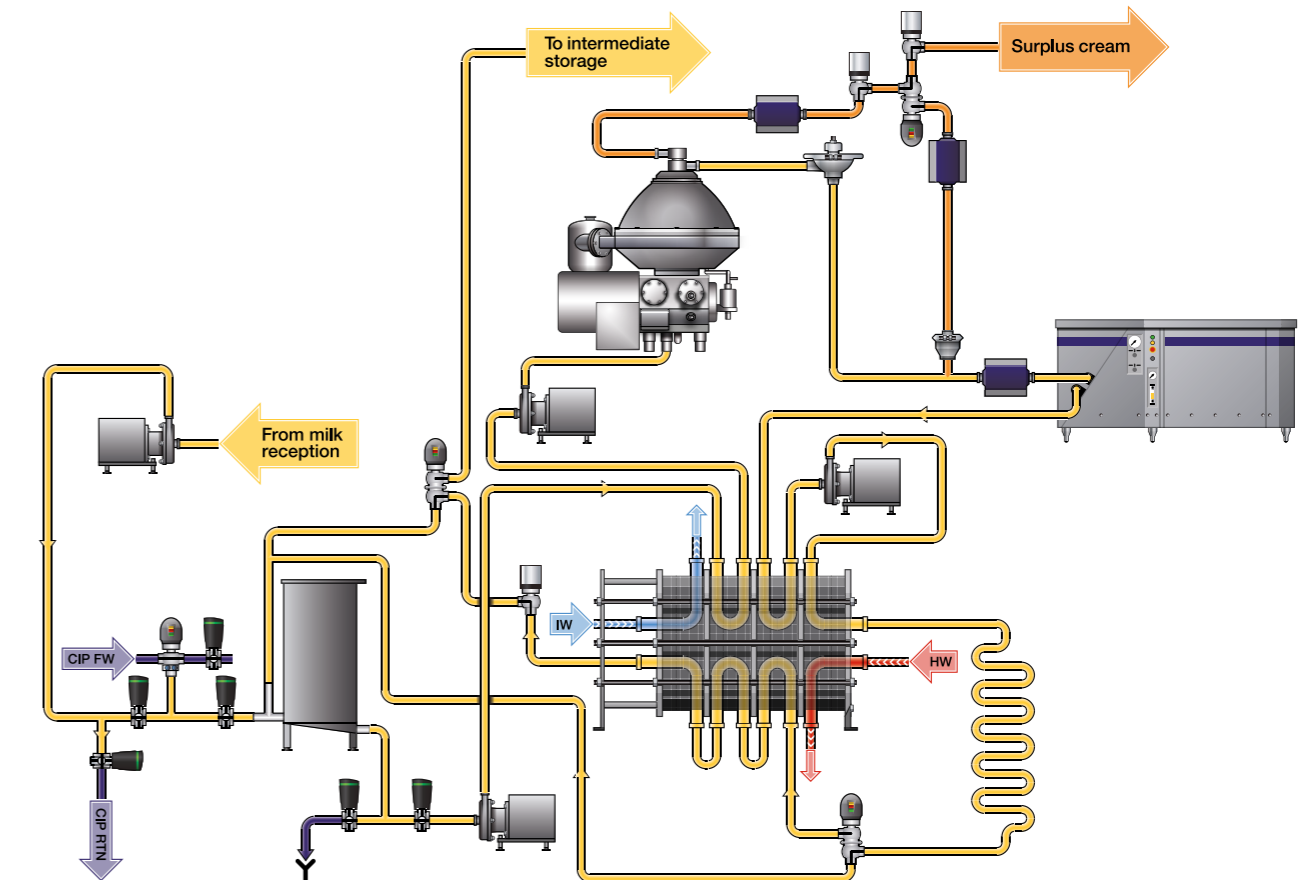 To intermediate
storage
Surplus cream
From milk
reception
IW
CIP FW
HW
CIP RTN
Y